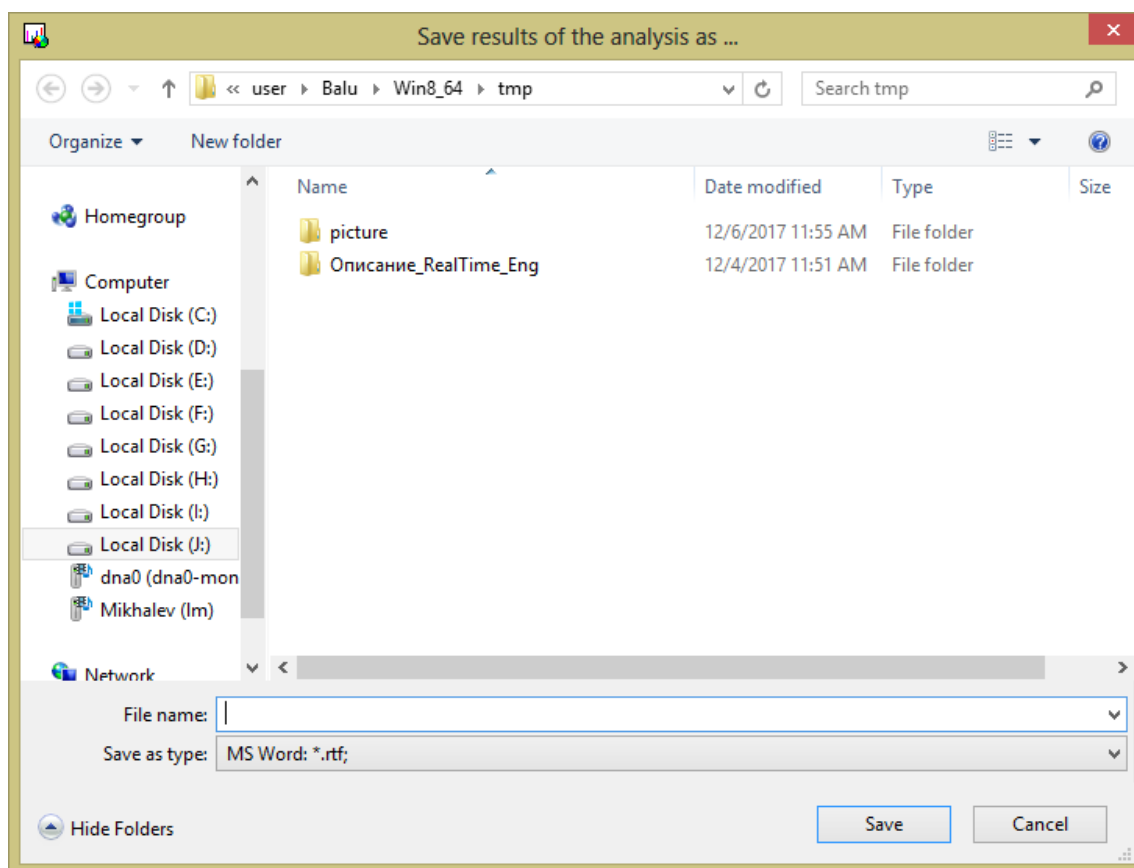 Save results of the analysis as ...
« user Balu Win8_64 tmp
Search tmp
Organize
New folder
Name Date modified Type Size
Homegroup
picture 12/6/2017 11:55 AM File folder
Описание_RealTime_Eng 12/4/2017 11:51 AM File folder
Computer
Local Disk (C:)
Local Disk (D:)
Local Disk (E:)
Local Disk (F:)
Local Disk (G:)
Local Disk (H:)
Local Disk (I:)
Local Disk (J:)
dna0 (dna0-mon
Mikhalev (lm)
Network
File name:
Save as type: MS Word: *.rtf;
Hide Folders
Save
Cancel